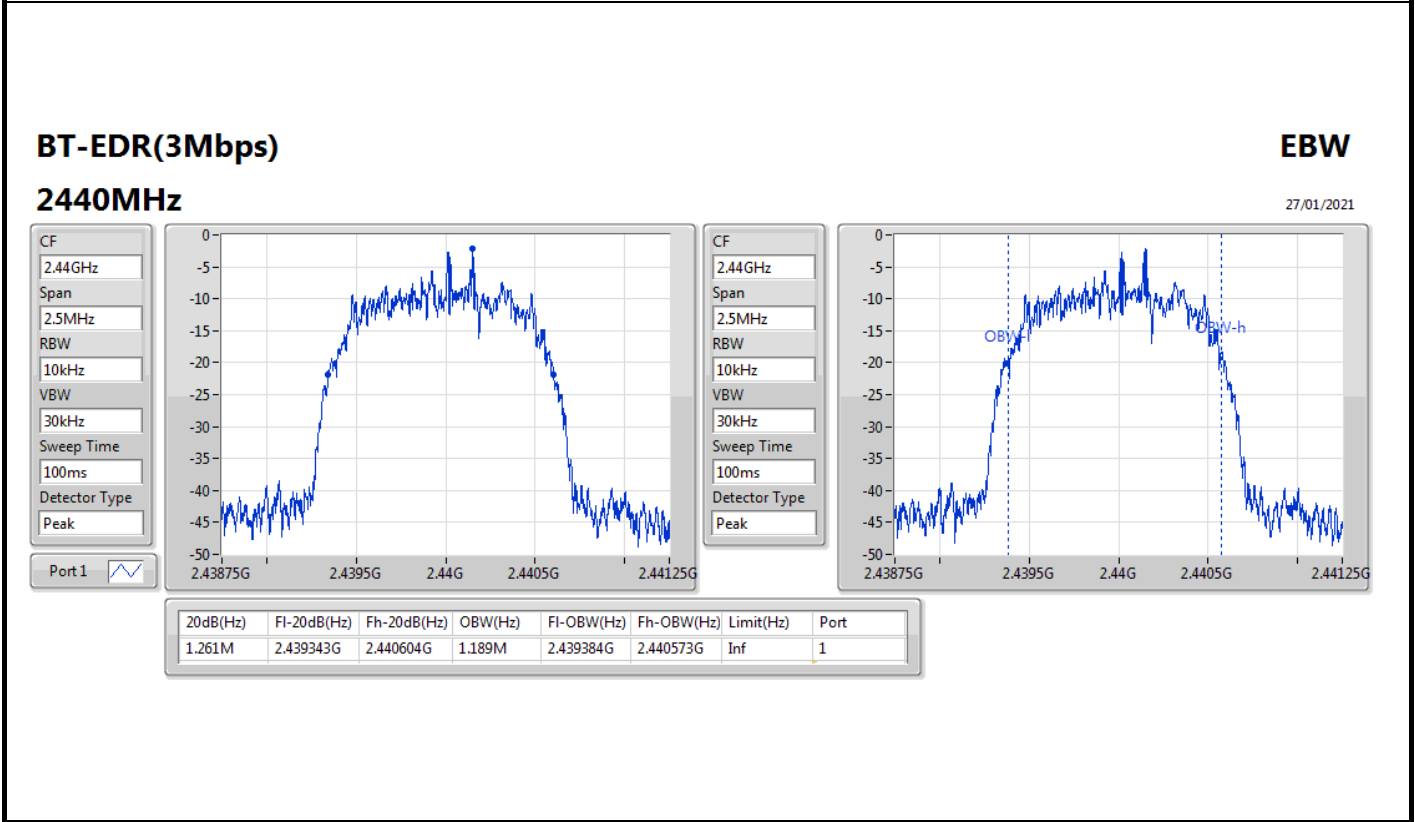 BT-EDR(3Mbps)
EBW
2440MHz
27/01/2021
CF
2.44GHz
Span
2.5MHz
RBW
10kHz
VBW
30kHz
Sweep Time
100ms
Detector Type
Peak
Port 1
0
-5
-10
-15
-20
-25
-30
-35
-40
-45
-50
2.43875G 2.4395G 2.44G 2.4405G 2.44125G
CF
2.44GHz
Span
2.5MHz
RBW
10kHz
VBW
30kHz
Sweep Time
100ms
Detector Type
Peak
0
-5
-10
-15
-20
-25
-30
-35
-40
-45
-50
OBW-l
OBW-h
2.43875G 2.4395G 2.44G 2.4405G 2.44125G
20dB(Hz) Fl-20dB(Hz) Fh-20dB(Hz) OBW(Hz) Fl-OBW(Hz) Fh-OBW(Hz) Limit(Hz) Port
1.261M 2.439343G 2.440604G 1.189M 2.439384G 2.440573G Inf 1